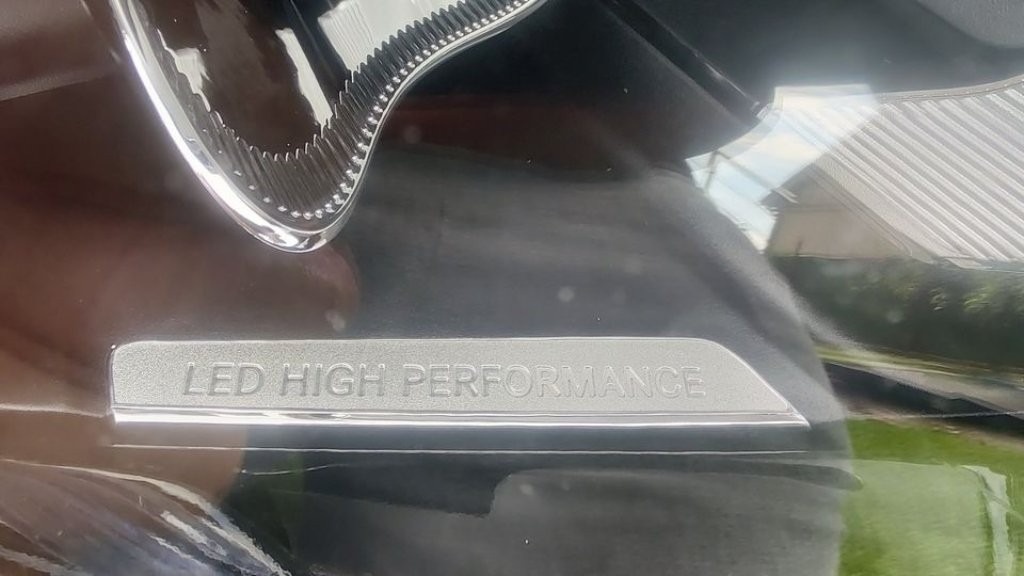 LED HIGH PERFORMANCE